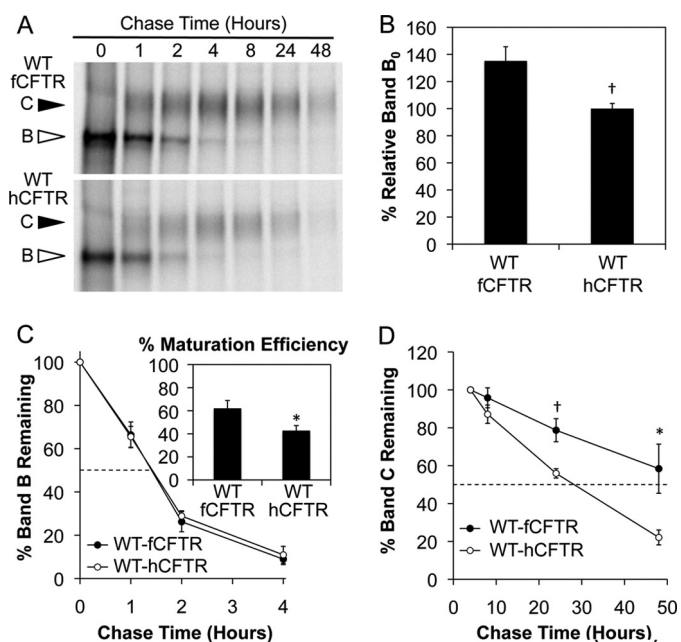 A
Chase Time (Hours)
0 1 2 4 8 24 48
WT
fCFTR
C
B
WT
hCFTR
C
B
B
% Relative Band B0
160
140
120
100
80
60
40
20
0
†
WT
fCFTR
WT
hCFTR
C
% Band B Remaining
100
80
60
40
20
0
% Maturation Efficiency
100
80
60
40
20
0
*
WT
fCFTR
WT
hCFTR
WT-fCFTR
WT-hCFTR
0 1 2 3 4
Chase Time (Hours)
D
% Band C Remaining
120
100
80
60
40
20
0
†
*
WT-fCFTR
WT-hCFTR
0 10 20 30 40 50
Chase Time (Hours)